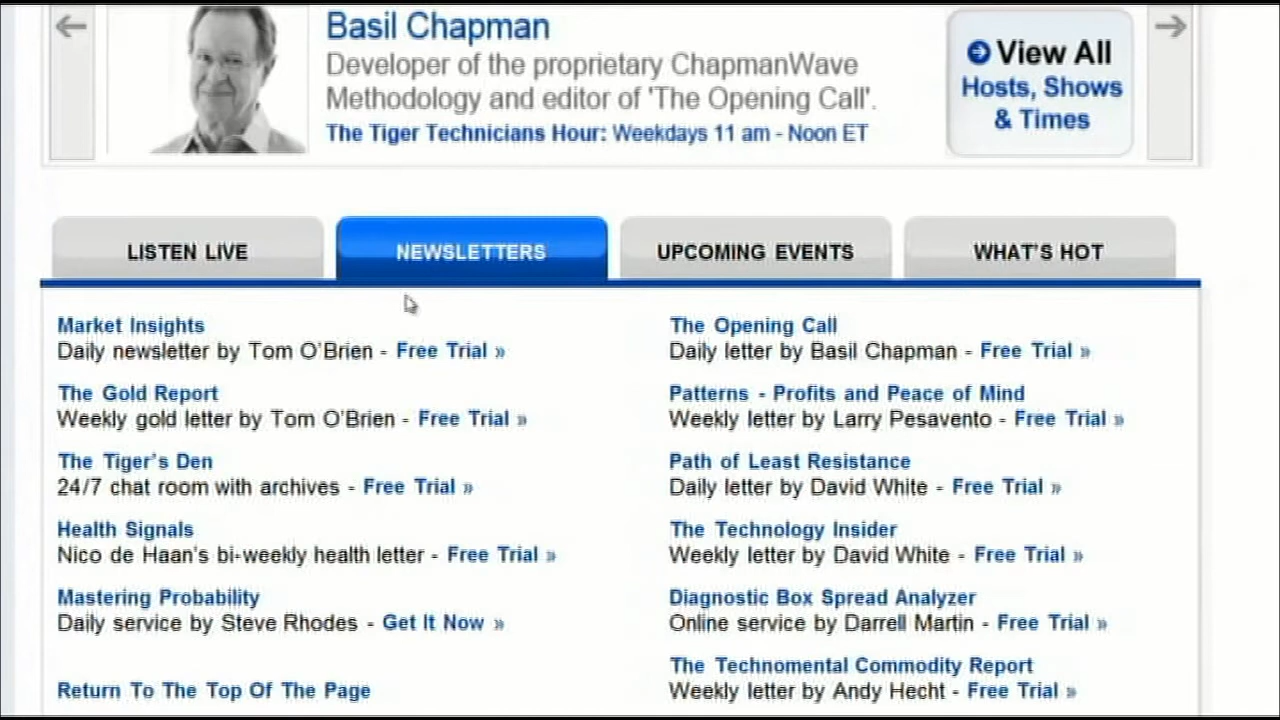 Basil Chapman
Developer of the proprietary ChapmanWave
Methodology and editor of 'The Opening Call'.
The Tiger Technicians Hour: Weekdays 11 am - Noon ET
View All
Hosts, Shows
& Times
LISTEN LIVE
NEWSLETTERS
UPCOMING EVENTS
WHAT'S HOT
Market Insights
Daily newsletter by Tom O'Brien - Free Trial »
The Gold Report
Weekly gold letter by Tom O'Brien - Free Trial »
The Tiger's Den
24/7 chat room with archives - Free Trial »
Health Signals
Nico de Haan's bi-weekly health letter - Free Trial »
Mastering Probability
Daily service by Steve Rhodes - Get It Now »
Return To The Top Of The Page
The Opening Call
Daily letter by Basil Chapman - Free Trial »
Patterns - Profits and Peace of Mind
Weekly letter by Larry Pesavento - Free Trial »
Path of Least Resistance
Daily letter by David White - Free Trial »
The Technology Insider
Weekly letter by David White - Free Trial »
Diagnostic Box Spread Analyzer
Online service by Darrell Martin - Free Trial »
The Technomental Commodity Report
Weekly letter by Andy Hecht - Free Trial »